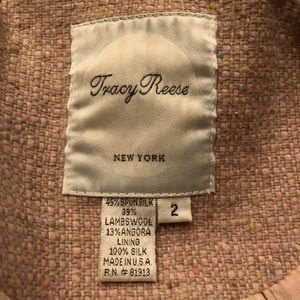 Tracy Reese
NEW YORK
45% SPUN SILK
39%
LAMBSWOOL
13% ANGORA
LINING
100% SILK
MADE IN U.S.A.
R.N. # 81913
2